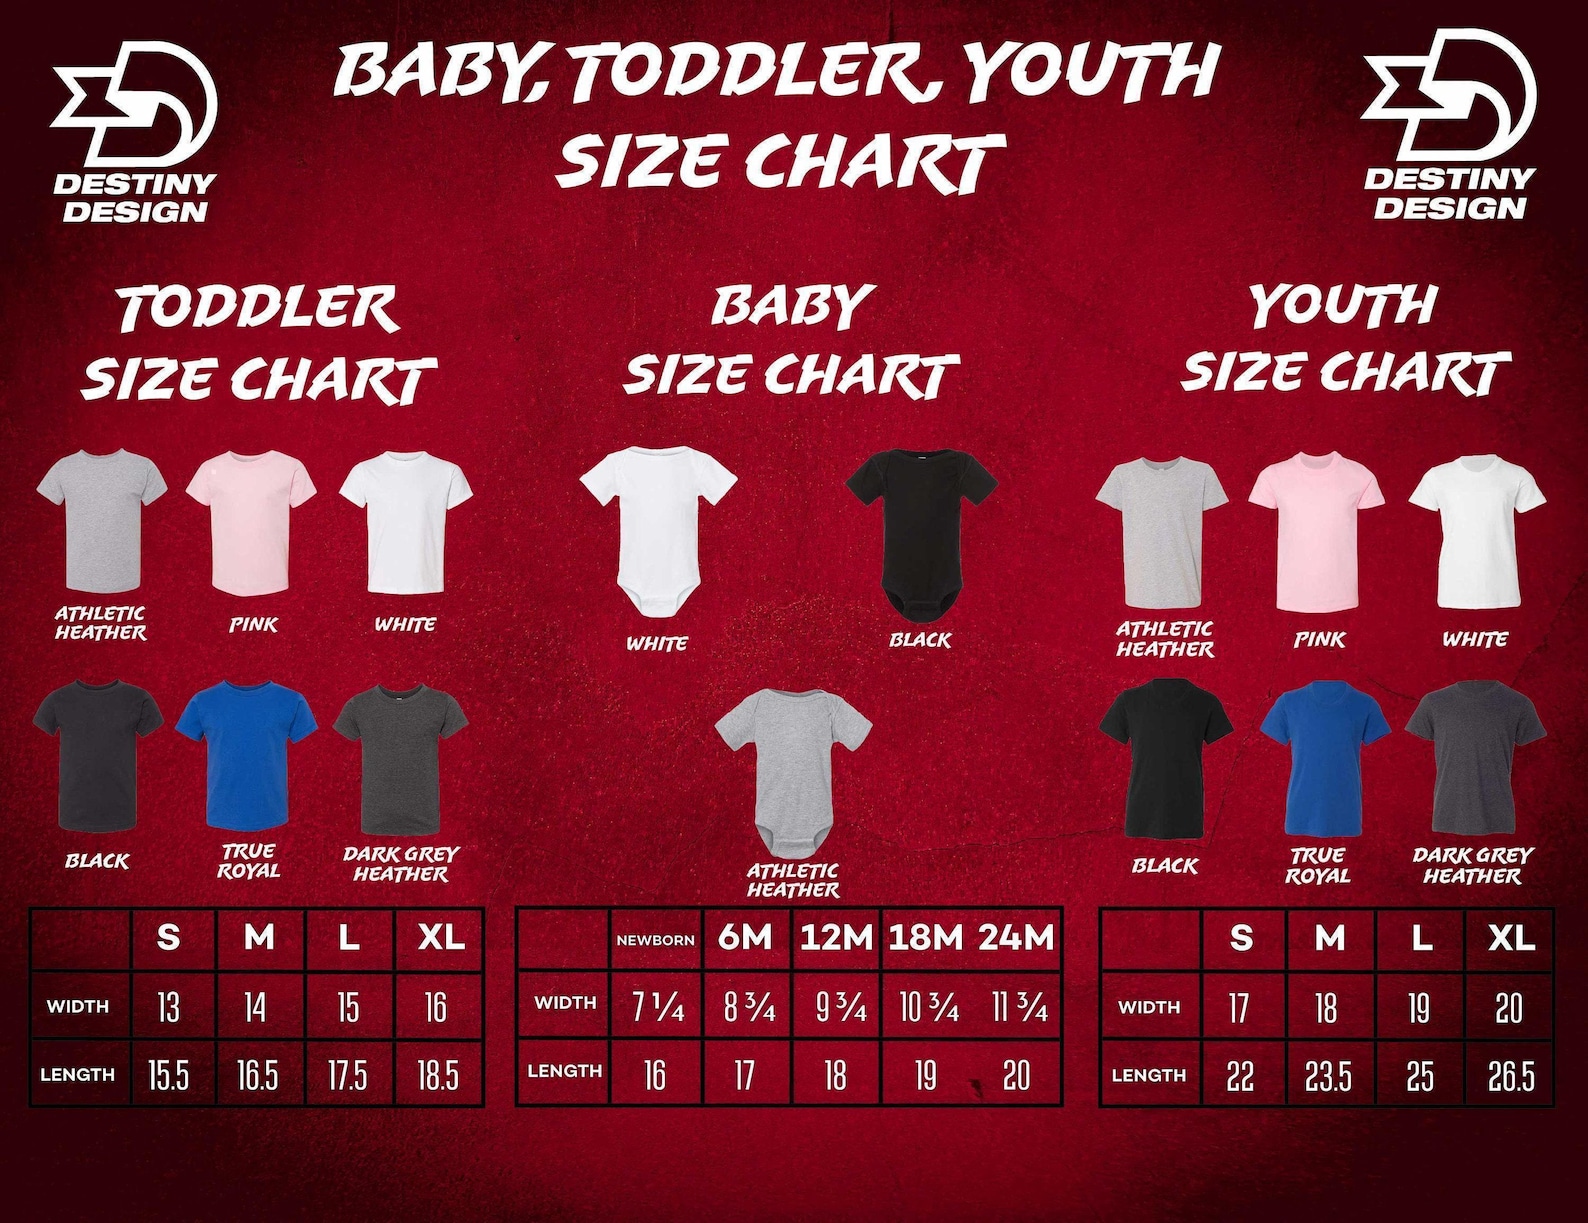 BABY, TODDLER, YOUTH
SIZE CHART
DESTINY
DESIGN
DESTINY
DESIGN
TODDLER
SIZE CHART
ATHLETIC
HEATHER
PINK
WHITE
BLACK
TRUE
ROYAL
DARK GREY
HEATHER
S M L XL
WIDTH 13 14 15 16
LENGTH 15.5 16.5 17.5 18.5
BABY
SIZE CHART
WHITE
BLACK
ATHLETIC
HEATHER
NEWBORN 6M 12M 18M 24M
WIDTH 7 ¼ 8 ¾ 9 ¾ 10 ¾ 11 ¾
LENGTH 16 17 18 19 20
YOUTH
SIZE CHART
ATHLETIC
HEATHER
PINK
WHITE
BLACK
TRUE
ROYAL
DARK GREY
HEATHER
S M L XL
WIDTH 17 18 19 20
LENGTH 22 23.5 25 26.5